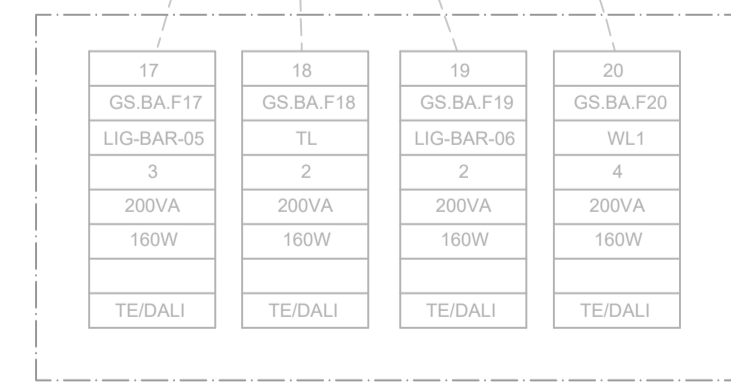 17
GS.BA.F17
LIG-BAR-05
3
200VA
160W
TE/DALI
18
GS.BA.F18
TL
2
200VA
160W
TE/DALI
19
GS.BA.F19
LIG-BAR-06
2
200VA
160W
TE/DALI
20
GS.BA.F20
WL1
4
200VA
160W
TE/DALI